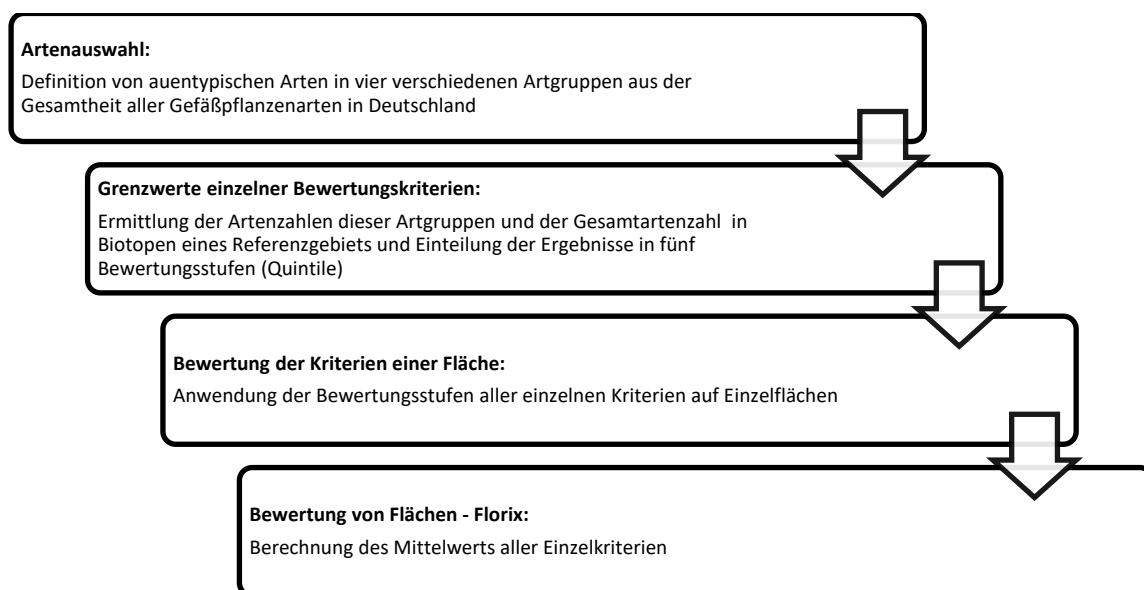 Artenauswahl:
Definition von auentypischen Arten in vier verschiedenen Artgruppen aus der
Gesamtheit aller Gefäßpflanzenarten in Deutschland
Grenzwerte einzelner Bewertungskriterien:
Ermittlung der Artenzahlen dieser Artgruppen und der Gesamtartenzahl in
Biotopen eines Referenzgebiets und Einteilung der Ergebnisse in fünf
Bewertungsstufen (Quintile)
Bewertung der Kriterien einer Fläche:
Anwendung der Bewertungsstufen aller einzelnen Kriterien auf Einzelflächen
Bewertung von Flächen - Florix:
Berechnung des Mittelwerts aller Einzelkriterien